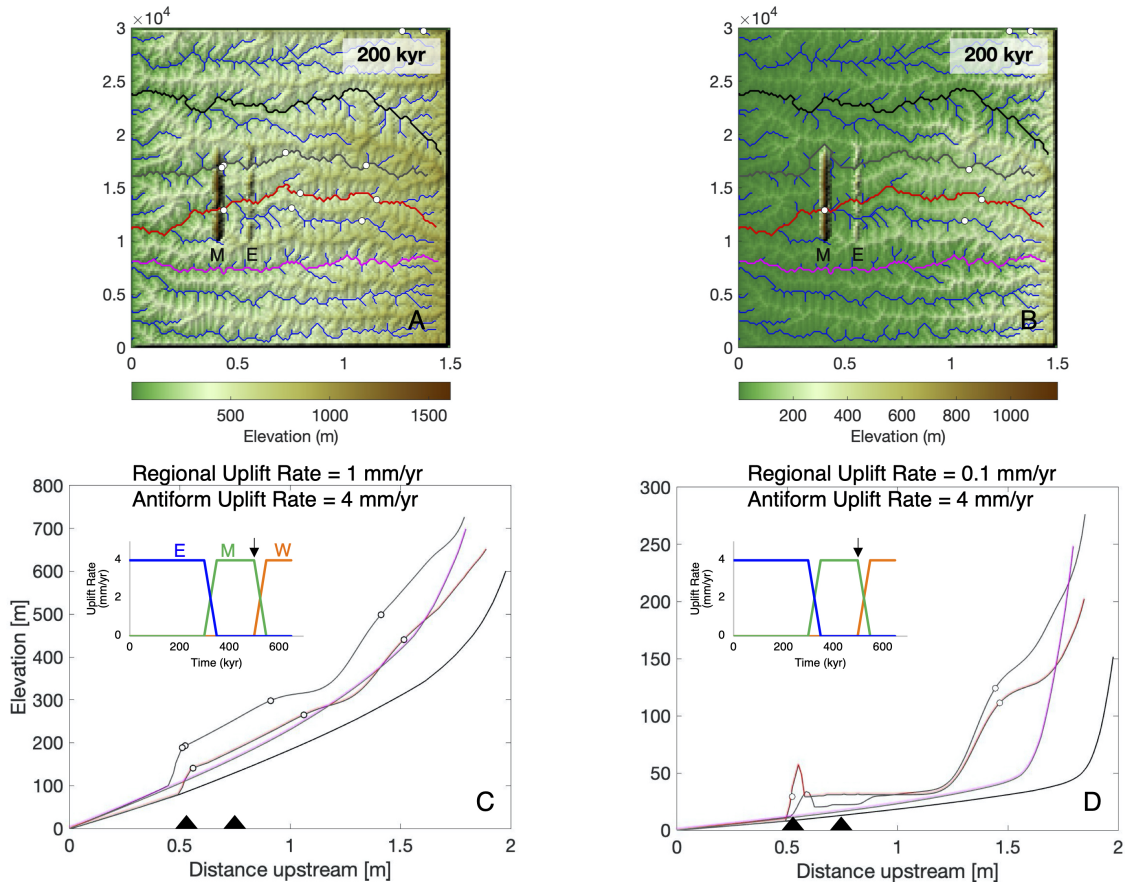 × 10⁴
3
2.5
2
1.5
1
0.5
0
200 kyr
M E
A
0 0.5 1 1.5
500 1000 1500
Elevation (m)
× 10⁴
3
2.5
2
1.5
1
0.5
0
200 kyr
M E
B
0 0.5 1 1.5
200 400 600 800 1000
Elevation (m)
Regional Uplift Rate = 1 mm/yr
Antiform Uplift Rate = 4 mm/yr
800
700
600
500
400
300
200
100
0
Elevation [m]
E M W
Uplift Rate
(mm/yr)
4
2
0
0 200 400 600
Time (kyr)
C
0 0.5 1 1.5 2
Distance upstream [m]
Regional Uplift Rate = 0.1 mm/yr
Antiform Uplift Rate = 4 mm/yr
300
250
200
150
100
50
0
Uplift Rate
(mm/yr)
4
2
0
0 200 400 600
Time (kyr)
D
0 0.5 1 1.5 2
Distance upstream [m]